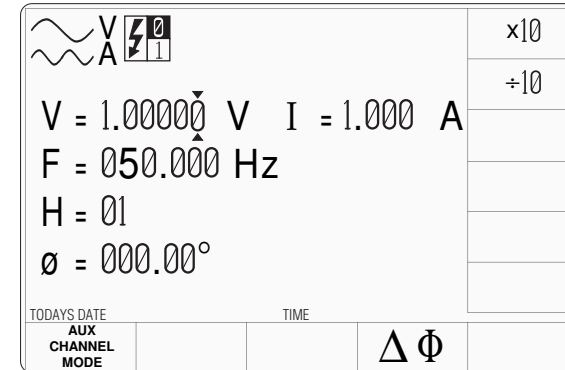 V
A
0
1
x10
÷10
V = 1.00000 V I = 1.000 A
F = 050.000 Hz
H = 01
ø = 000.00°
TODAYS DATE TIME
AUX
CHANNEL
MODE
Δ Φ